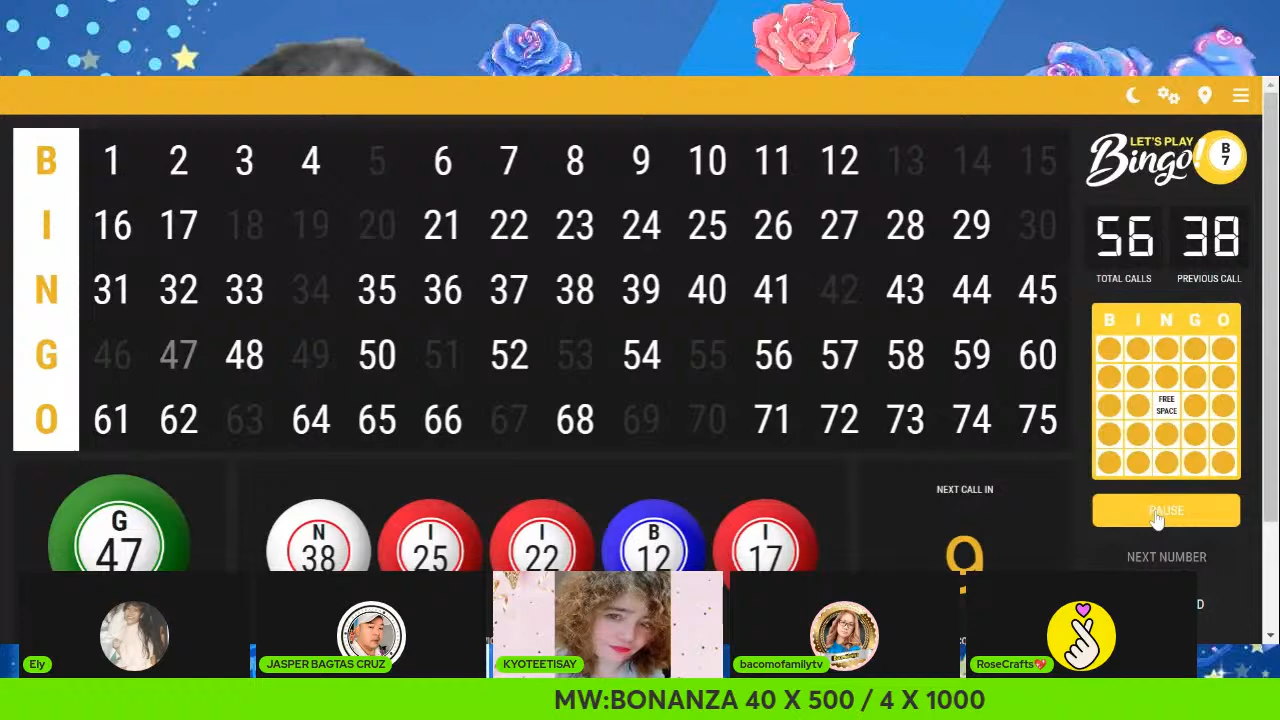 B 1 2 3 4 5 6 7 8 9 10 11 12 13 14 15
I 16 17 18 19 20 21 22 23 24 25 26 27 28 29 30
N 31 32 33 34 35 36 37 38 39 40 41 42 43 44 45
G 46 47 48 49 50 51 52 53 54 55 56 57 58 59 60
O 61 62 63 64 65 66 67 68 69 70 71 72 73 74 75
LET'S PLAY
Bingo!
B
7
56 38
TOTAL CALLS PREVIOUS CALL
B I N G O
FREE
SPACE
PAUSE
NEXT NUMBER
D
G
47
N
38
I
25
I
22
B
12
I
17
NEXT CALL IN
Ely
JASPER BAGTAS CRUZ
KYOTEETISAY
bacomofamilytv
RoseCrafts💖
MW:BONANZA 40 X 500 / 4 X 1000